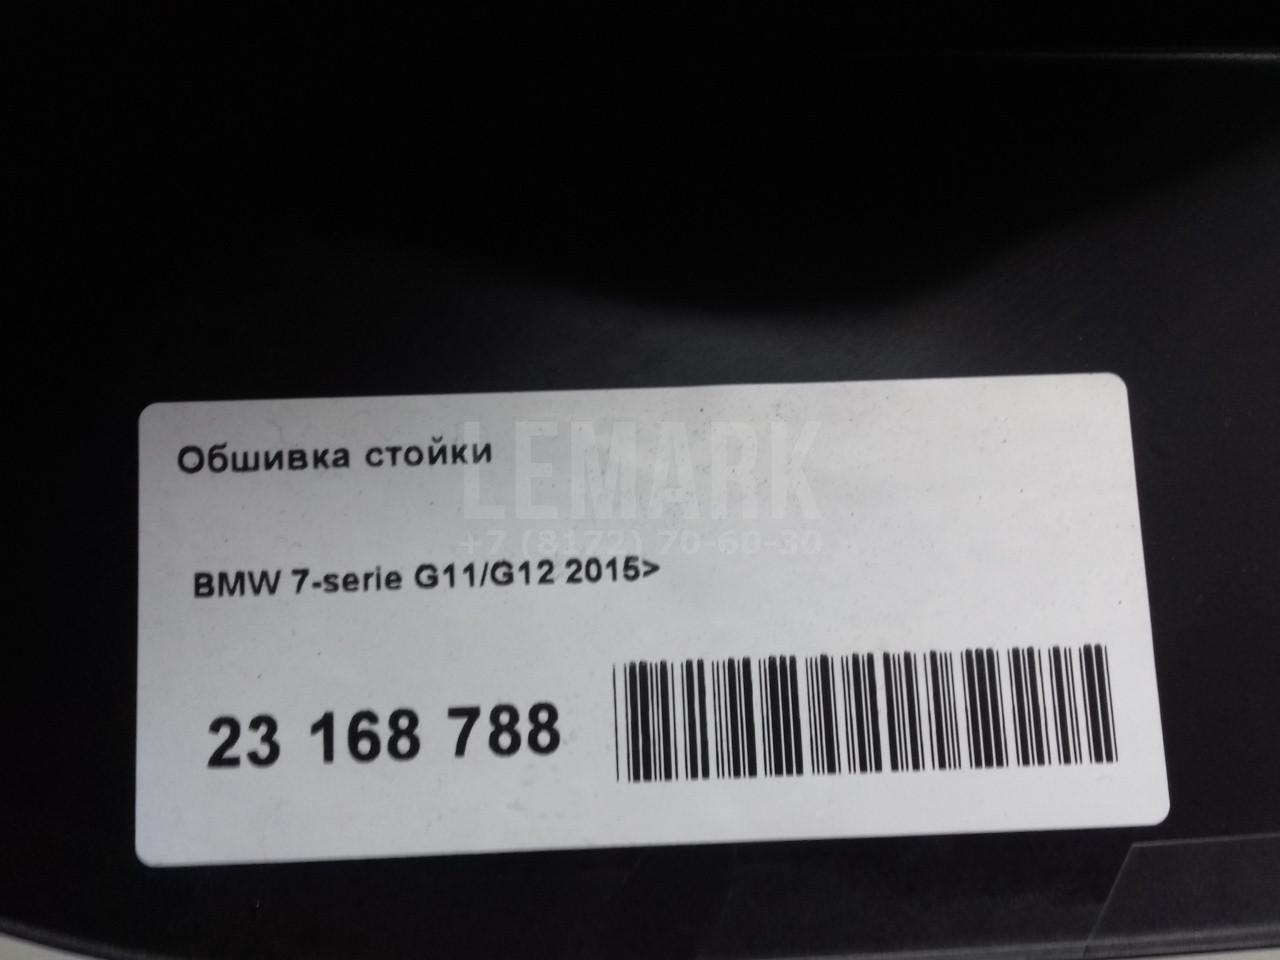 Обшивка стойки
LEMARK
+7 (8172) 70-60-30
BMW 7-serie G11/G12 2015>
23 168 788